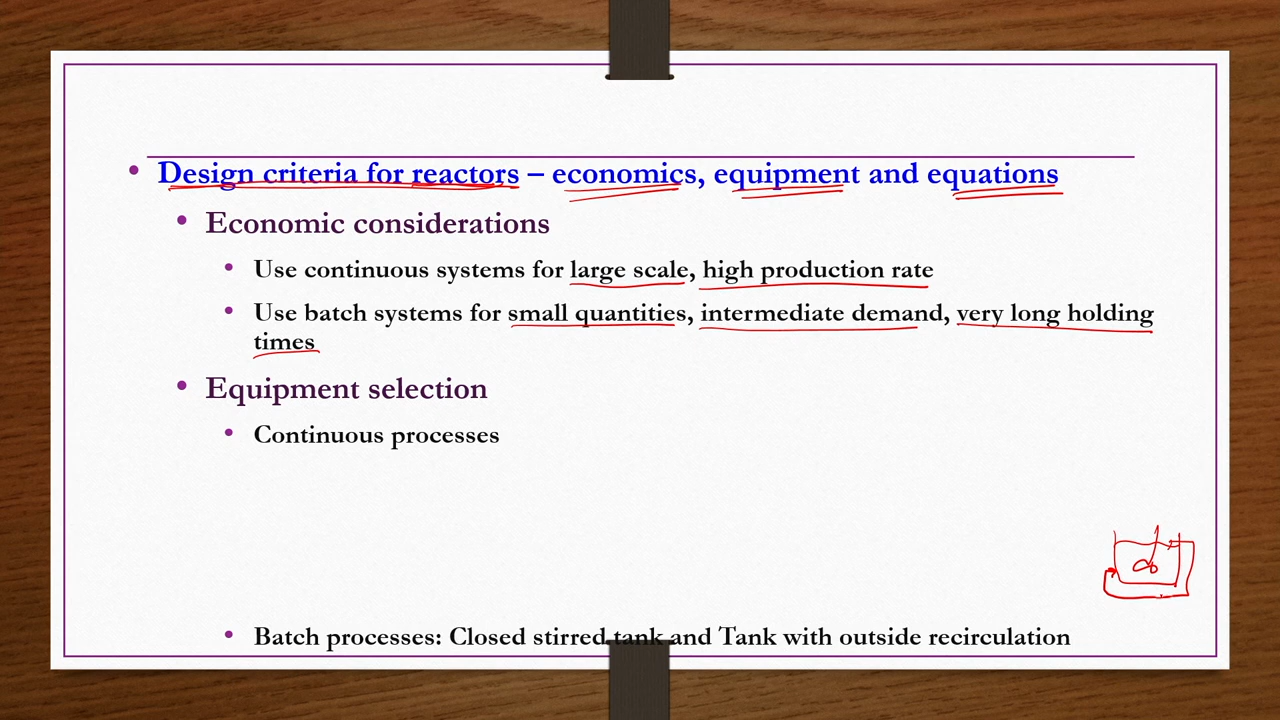 Design criteria for reactors – economics, equipment and equations
Economic considerations
Use continuous systems for large scale, high production rate
Use batch systems for small quantities, intermediate demand, very long holding
times
Equipment selection
Continuous processes
Batch processes: Closed stirred tank and Tank with outside recirculation